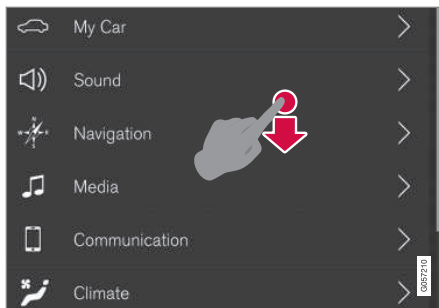 My Car
Sound
Navigation
Media
Communication
Climate
G057210